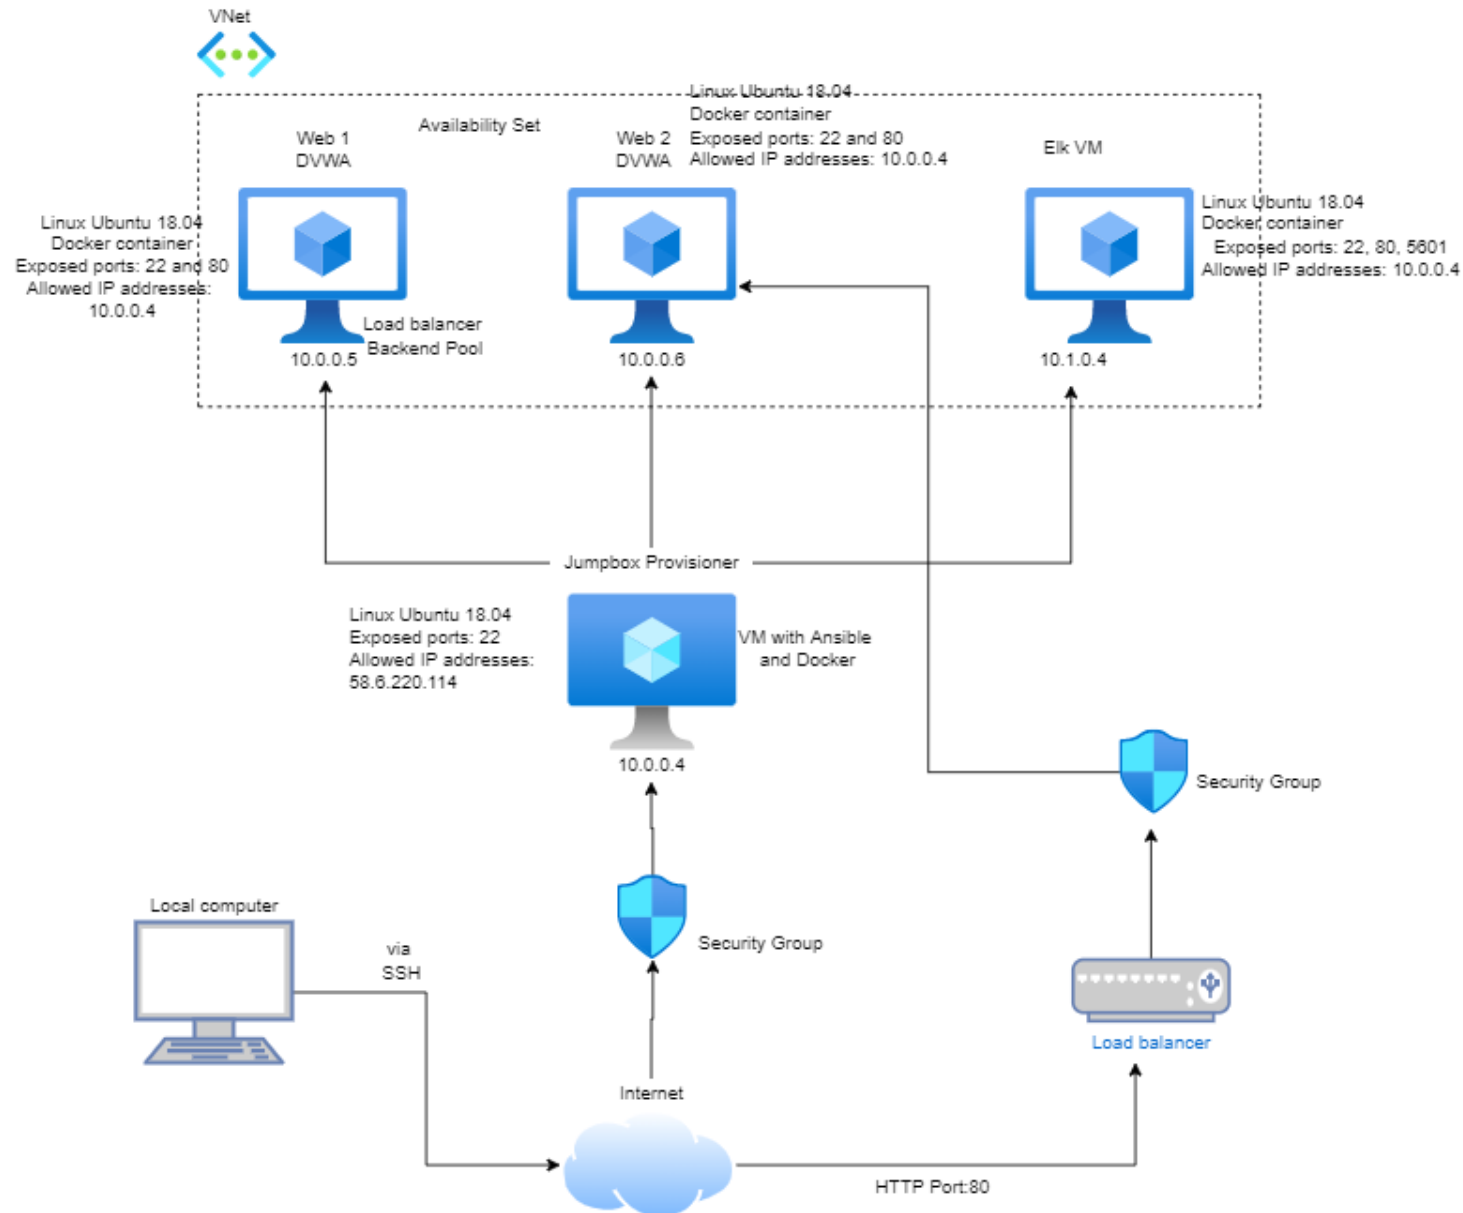 VNet
Linux Ubuntu 18.04
Docker container
Exposed ports: 22 and 80
Allowed IP addresses: 10.0.0.4
Availability Set
Web 1
DVWA
Web 2
DVWA
Elk VM
Linux Ubuntu 18.04
Docker container
Exposed ports: 22 and 80
Allowed IP addresses:
10.0.0.4
Linux Ubuntu 18.04
Docker container
Exposed ports: 22, 80, 5601
Allowed IP addresses: 10.0.0.4
Load balancer
Backend Pool
10.0.0.5
10.0.0.6
10.1.0.4
Jumpbox Provisioner
Linux Ubuntu 18.04
Exposed ports: 22
Allowed IP addresses:
58.6.220.114
VM with Ansible
and Docker
10.0.0.4
Security Group
Local computer
via
SSH
Security Group
Load balancer
Internet
HTTP Port:80